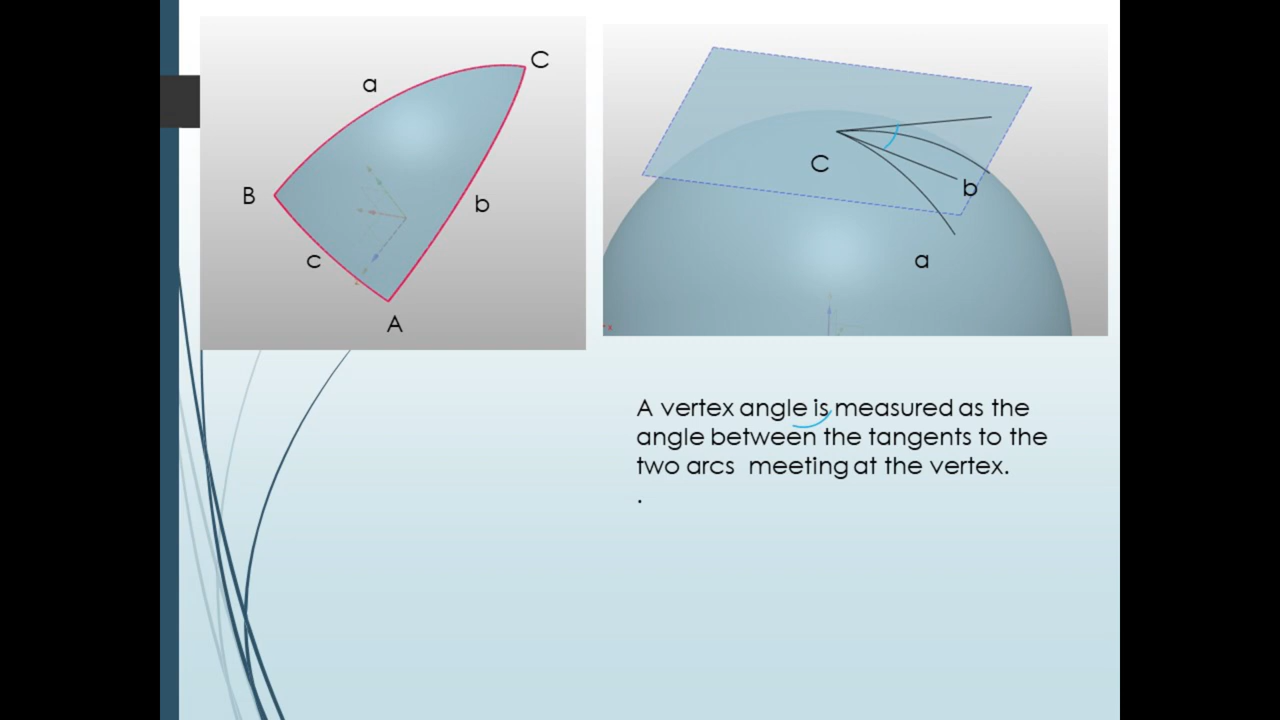 C
a
B
b
c
A
C
b
a
A vertex angle is measured as the
angle between the tangents to the
two arcs  meeting at the vertex.
.
x